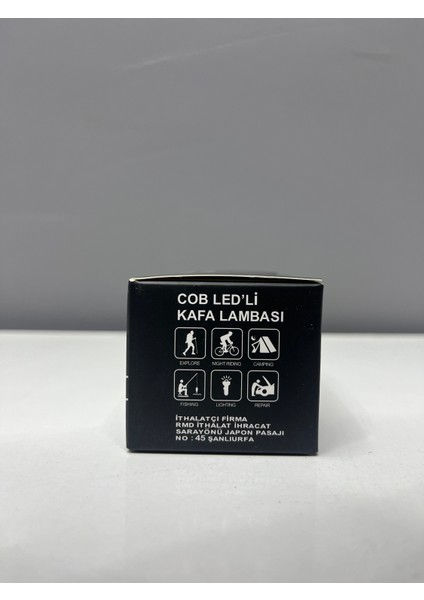 COB LED'Lİ
KAFA LAMBASI
EXPLORE NIGHT RIDING CAMPING
FISHING LIGHTING REPAIR
İTHALATÇI FİRMA
RMD İTHALAT İHRACAT
SARAYÖNÜ JAPON PASAJI
NO : 45 ŞANLIURFA